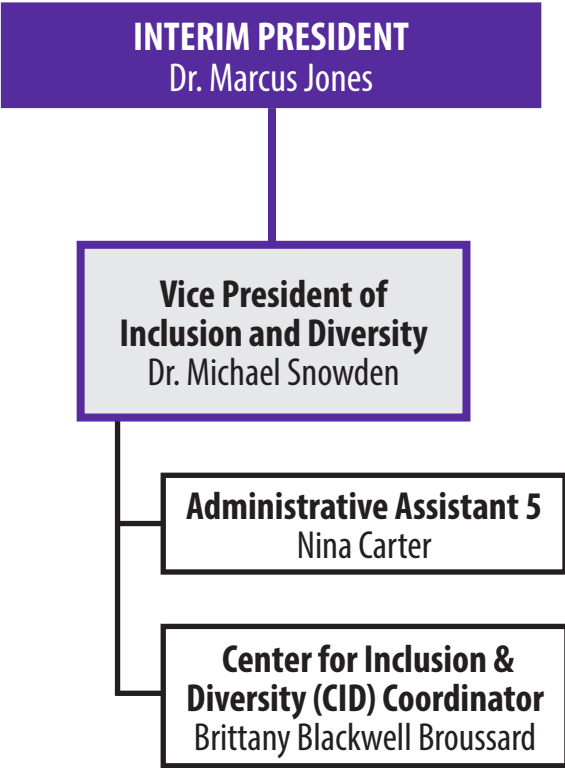 INTERIM PRESIDENT
Dr. Marcus Jones
Vice President of
Inclusion and Diversity
Dr. Michael Snowden
Administrative Assistant 5
Nina Carter
Center for Inclusion &
Diversity (CID) Coordinator
Brittany Blackwell Broussard